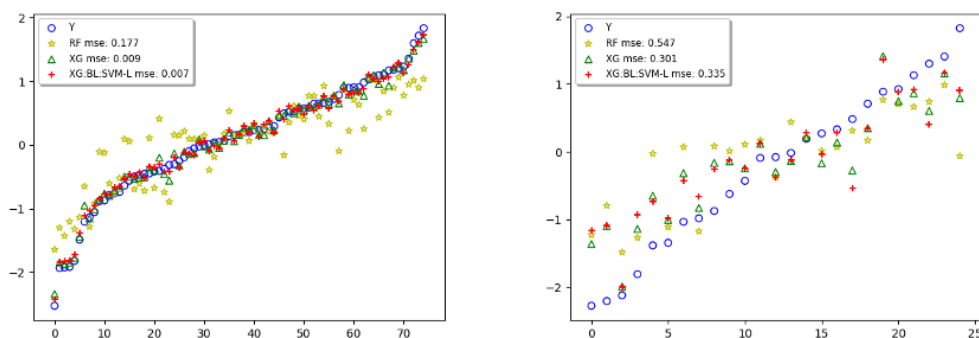 Y
RF mse: 0.177
XG mse: 0.009
XG:BL:SVM-L mse: 0.007
2
1
0
−1
−2
0 10 20 30 40 50 60 70
Y
RF mse: 0.547
XG mse: 0.301
XG:BL:SVM-L mse: 0.335
2
1
0
−1
−2
0 5 10 15 20 25